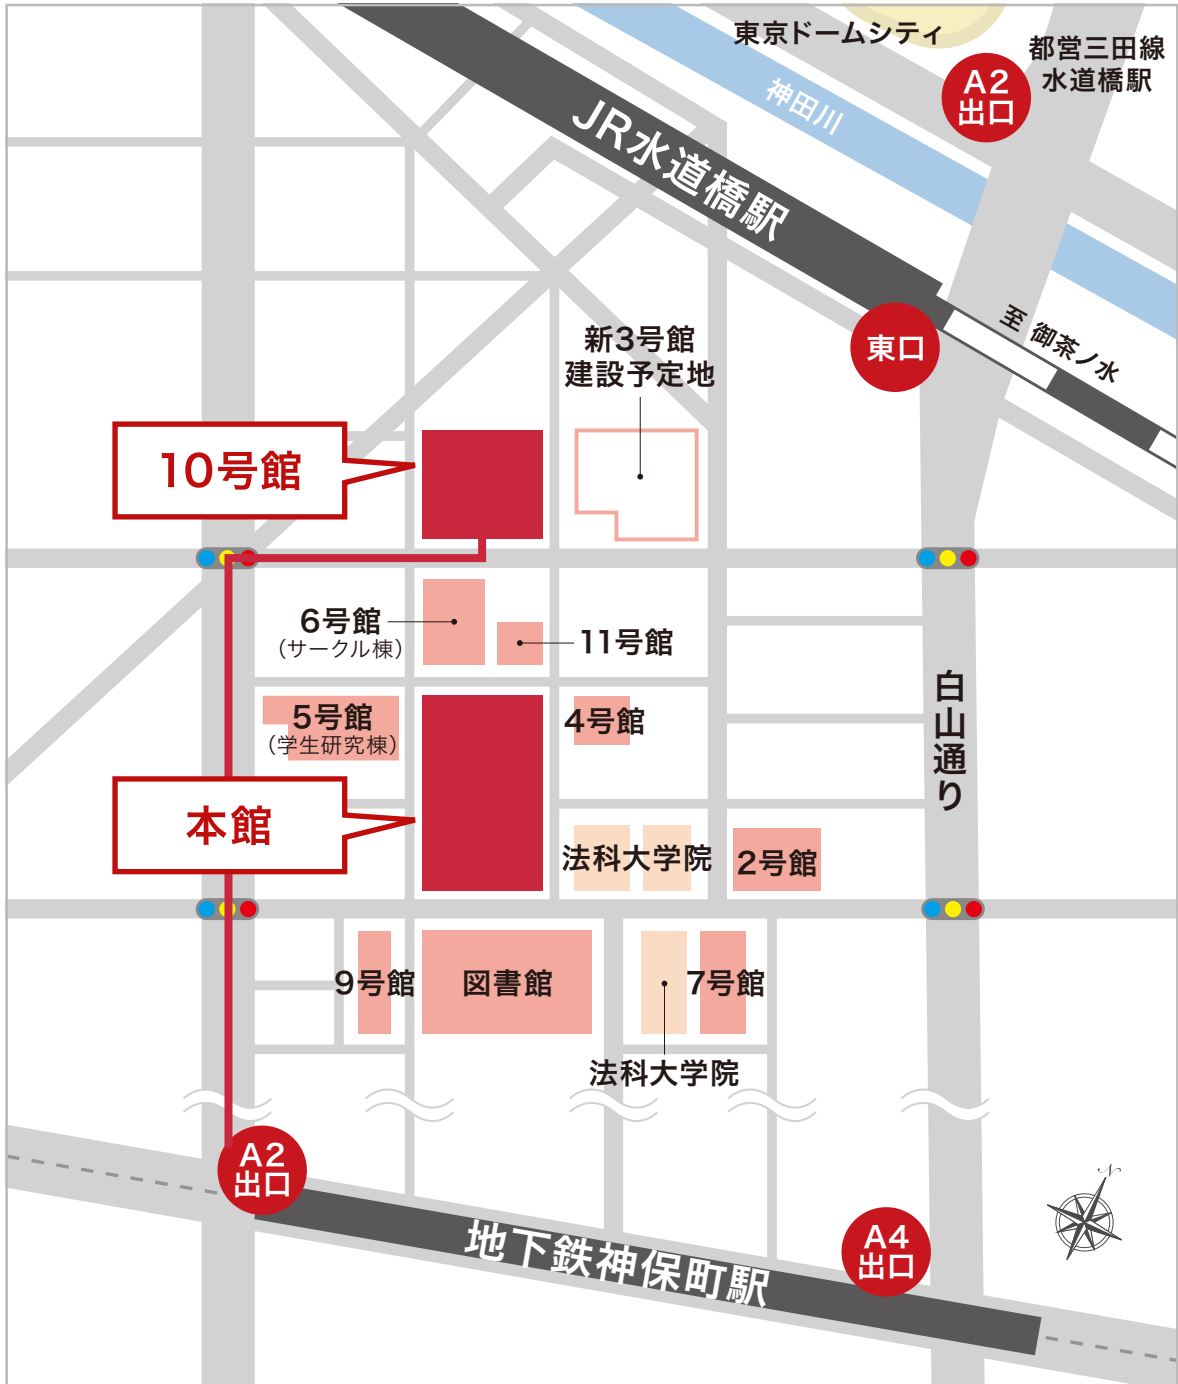 東京ドームシティ
都営三田線
水道橋駅
A2
出口
神田川
JR水道橋駅
東口
至 御茶ノ水
新3号館
建設予定地
10号館
6号館
（サークル棟）
11号館
5号館
（学生研究棟）
4号館
白山通り
本館
法科大学院
2号館
9号館
図書館
7号館
法科大学院
A2
出口
地下鉄神保町駅
A4
出口
N